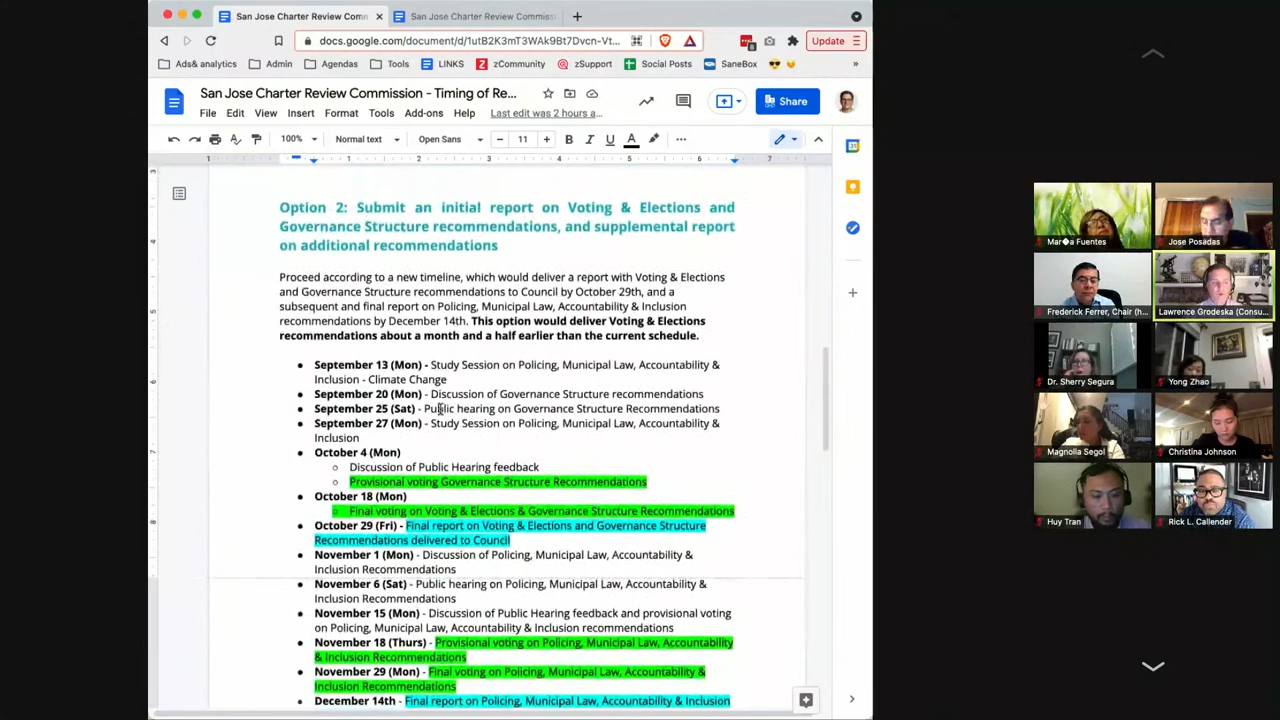 San Jose Charter Review Comm
San Jose Charter Review Commiss
docs.google.com/document/d/1utB2K3mT3WAk9Bt7Dvcn-Vt...
Update
Ads& analytics
Admin
Agendas
Tools
LINKS
zCommunity
zSupport
Social Posts
SaneBox
»
San Jose Charter Review Commission - Timing of Re...
File Edit View Insert Format Tools Add-ons Help Last edit was 2 hours a...
Share
100% Normal text Open Sans 11 B I U A
1 1 2 3 4 5 6 7
Option 2: Submit an initial report on Voting & Elections and
Governance Structure recommendations, and supplemental report
on additional recommendations
Proceed according to a new timeline, which would deliver a report with Voting & Elections
and Governance Structure recommendations to Council by October 29th, and a
subsequent and final report on Policing, Municipal Law, Accountability & Inclusion
recommendations by December 14th. This option would deliver Voting & Elections
recommendations about a month and a half earlier than the current schedule.
● September 13 (Mon) - Study Session on Policing, Municipal Law, Accountability &
Inclusion - Climate Change
● September 20 (Mon) - Discussion of Governance Structure recommendations
● September 25 (Sat) - Public hearing on Governance Structure Recommendations
● September 27 (Mon) - Study Session on Policing, Municipal Law, Accountability &
Inclusion
● October 4 (Mon)
○ Discussion of Public Hearing feedback
○ Provisional voting Governance Structure Recommendations
● October 18 (Mon)
○ Final voting on Voting & Elections & Governance Structure Recommendations
● October 29 (Fri) - Final report on Voting & Elections and Governance Structure
Recommendations delivered to Council
● November 1 (Mon) - Discussion of Policing, Municipal Law, Accountability &
Inclusion Recommendations
● November 6 (Sat) - Public hearing on Policing, Municipal Law, Accountability &
Inclusion Recommendations
● November 15 (Mon) - Discussion of Public Hearing feedback and provisional voting
on Policing, Municipal Law, Accountability & Inclusion recommendations
● November 18 (Thurs) - Provisional voting on Policing, Municipal Law, Accountability
& Inclusion Recommendations
● November 29 (Mon) - Final voting on Policing, Municipal Law, Accountability &
Inclusion Recommendations
● December 14th - Final report on Policing, Municipal Law, Accountability & Inclusion
Mar�a Fuentes
Jose Posadas
Frederick Ferrer, Chair (h...
Lawrence Grodeska (Consu...
Dr. Sherry Segura
Yong Zhao
Magnolia Segol
Christina Johnson
Huy Tran
Rick L. Callender